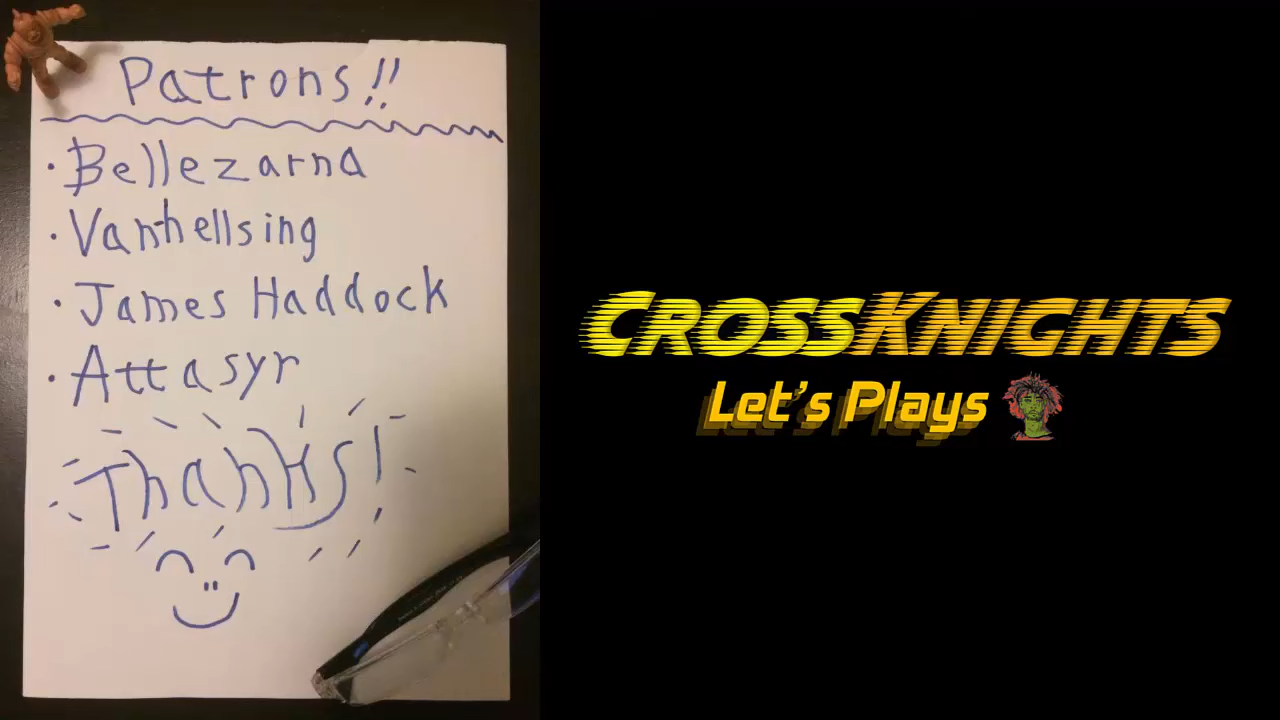 Patrons!!
· Bellezarna
· Vanhellsing
· James Haddock
· Attasyr
Thanks!
CrossKnights
Let's Plays